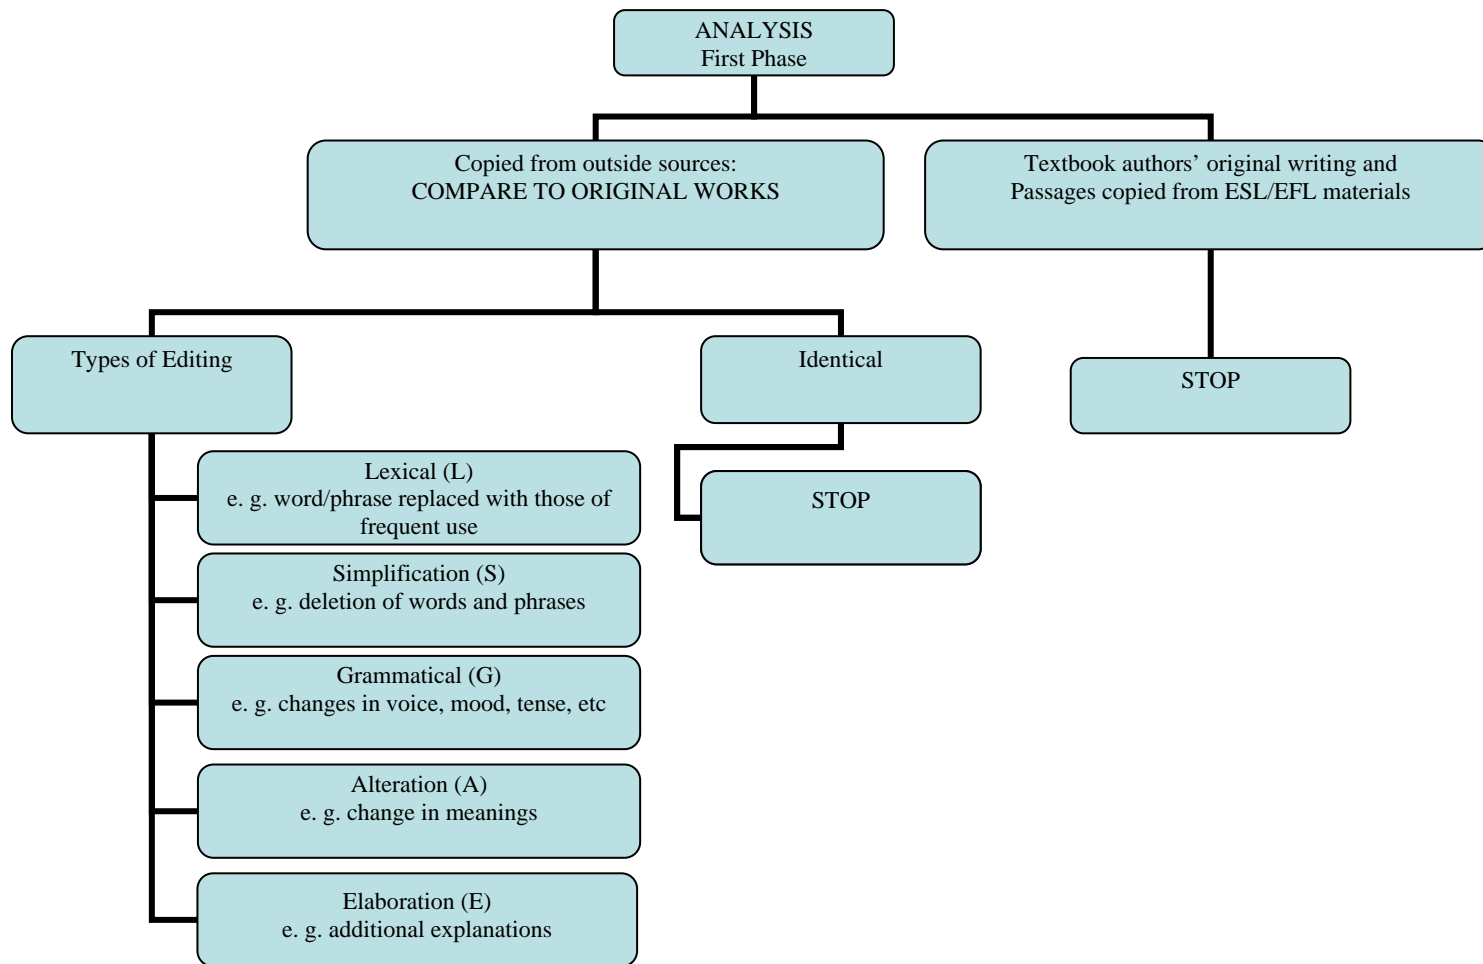 ANALYSIS
First Phase
Copied from outside sources:
COMPARE TO ORIGINAL WORKS
Textbook authors’ original writing and
Passages copied from ESL/EFL materials
Types of Editing
Identical
STOP
Lexical (L)
e. g. word/phrase replaced with those of
frequent use
STOP
Simplification (S)
e. g. deletion of words and phrases
Grammatical (G)
e. g. changes in voice, mood, tense, etc
Alteration (A)
e. g. change in meanings
Elaboration (E)
e. g. additional explanations